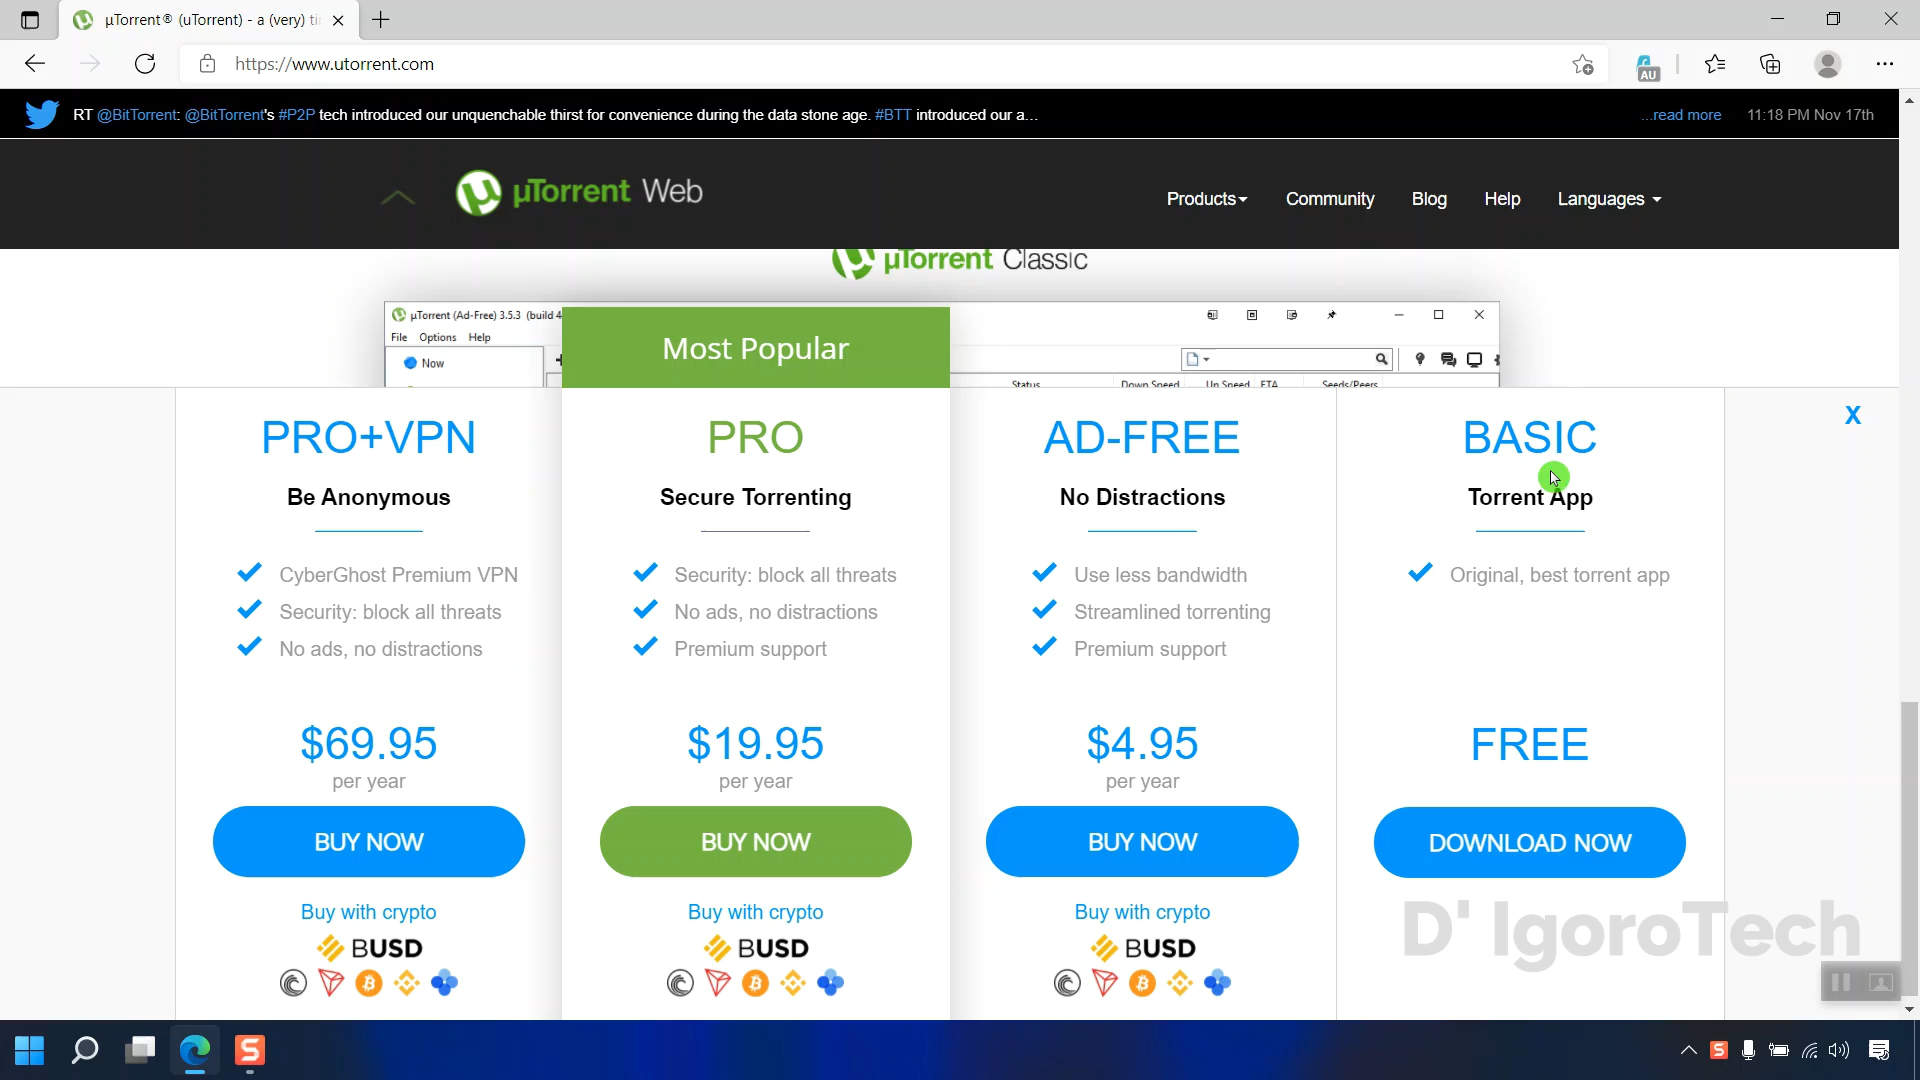 µTorrent® (uTorrent) - a (very) ti
https://www.utorrent.com
AU
RT @BitTorrent: @BitTorrent's #P2P tech introduced our unquenchable thirst for convenience during the data stone age. #BTT introduced our a...
...read more 11:18 PM Nov 17th
µTorrent Web
Products Community Blog Help Languages
µTorrent Classic
µTorrent (Ad-Free) 3.5.3 (build 4
File Options Help
Now
Status Down Speed Up Speed ETA Seeds/Peers
Most Popular
X
PRO+VPN
Be Anonymous
CyberGhost Premium VPN
Security: block all threats
No ads, no distractions
$69.95
per year
BUY NOW
Buy with crypto
BUSD
PRO
Secure Torrenting
Security: block all threats
No ads, no distractions
Premium support
$19.95
per year
BUY NOW
Buy with crypto
BUSD
AD-FREE
No Distractions
Use less bandwidth
Streamlined torrenting
Premium support
$4.95
per year
BUY NOW
Buy with crypto
BUSD
BASIC
Torrent App
Original, best torrent app
FREE
DOWNLOAD NOW
D' IgoroTech